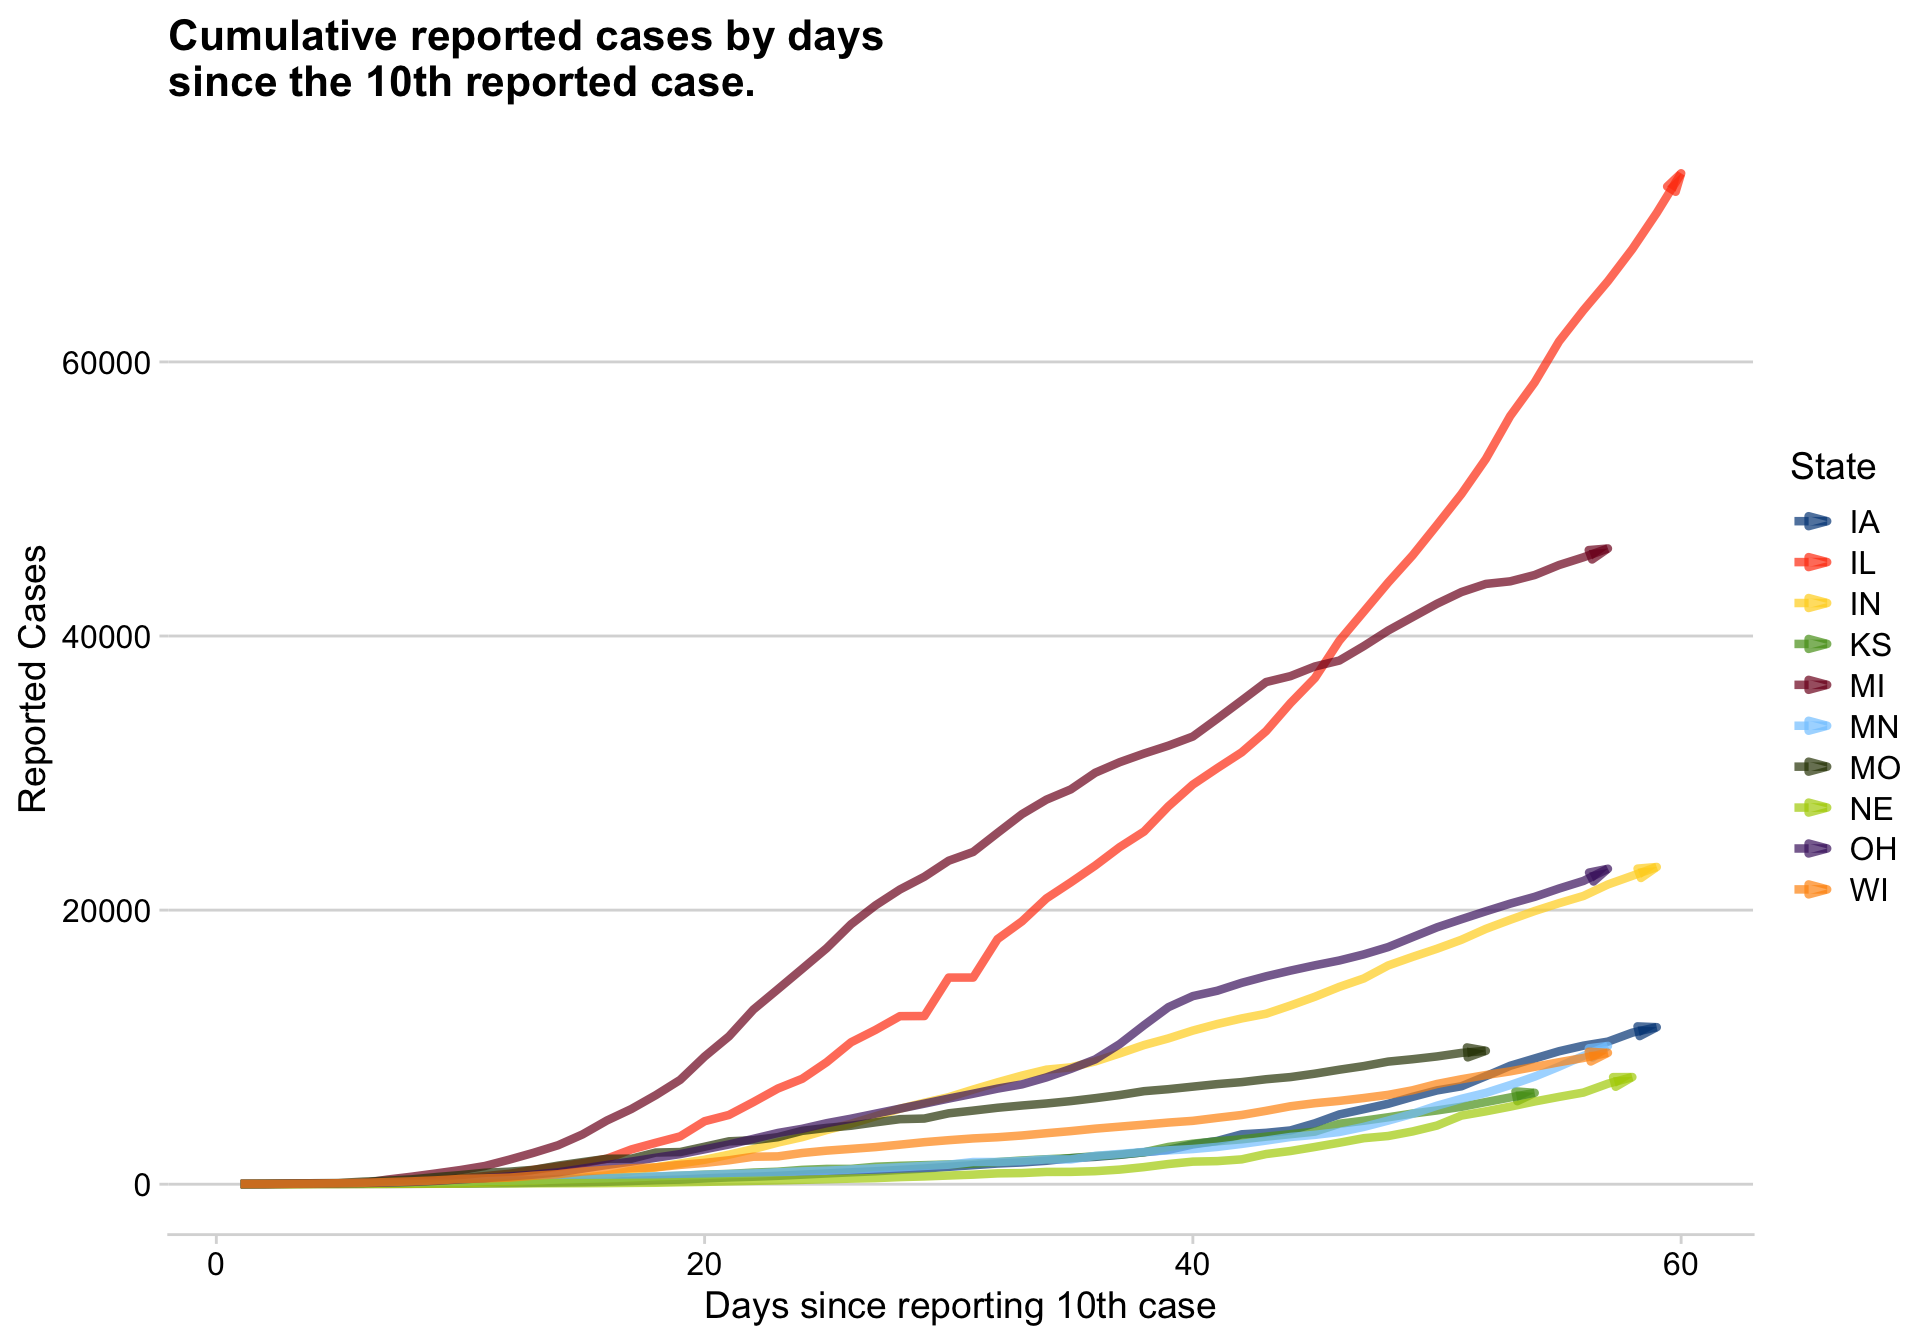 Cumulative reported cases by days
since the 10th reported case.
60000
40000
20000
0
Reported Cases
0 20 40 60
Days since reporting 10th case
State
IA
IL
IN
KS
MI
MN
MO
NE
OH
WI